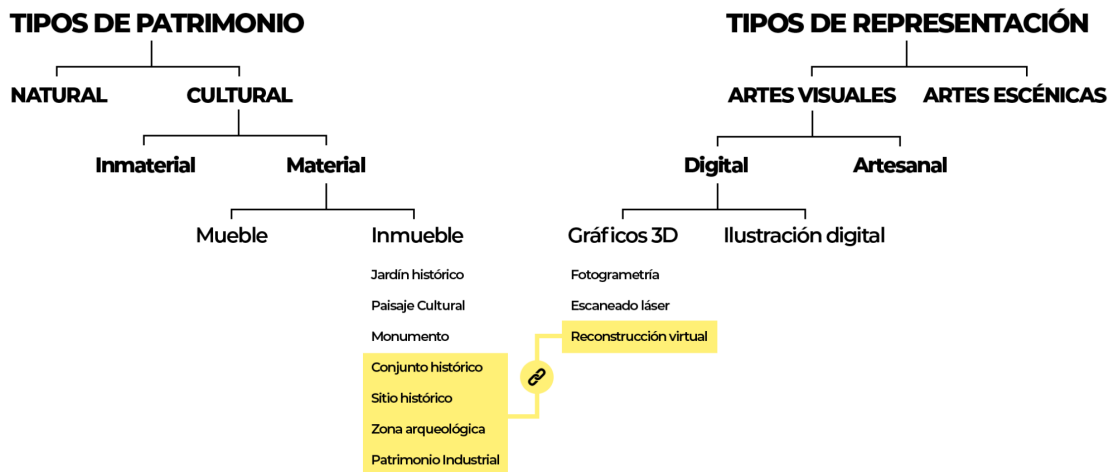 TIPOS DE PATRIMONIO
NATURAL
CULTURAL
Inmaterial
Material
Mueble
Inmueble
Jardín histórico
Paisaje Cultural
Monumento
Conjunto histórico
Sitio histórico
Zona arqueológica
Patrimonio Industrial
TIPOS DE REPRESENTACIÓN
ARTES VISUALES
ARTES ESCÉNICAS
Digital
Artesanal
Gráficos 3D
Ilustración digital
Fotogrametría
Escaneado láser
Reconstrucción virtual